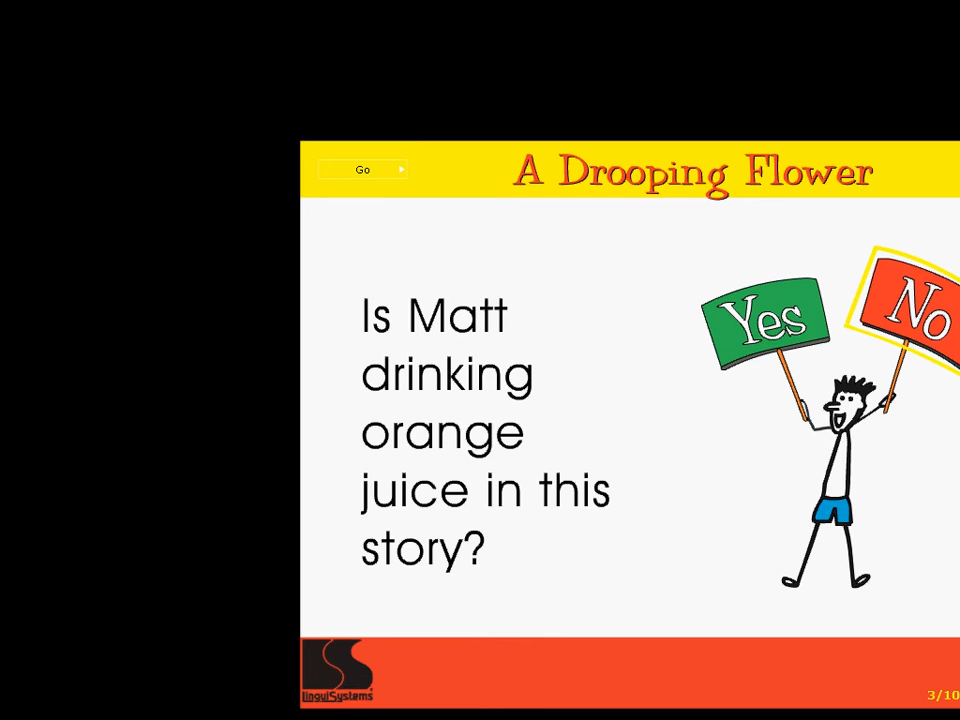 Go
A Drooping Flower
Yes
No
Is Matt
drinking
orange
juice in this
story?
LinguiSystems
3/10